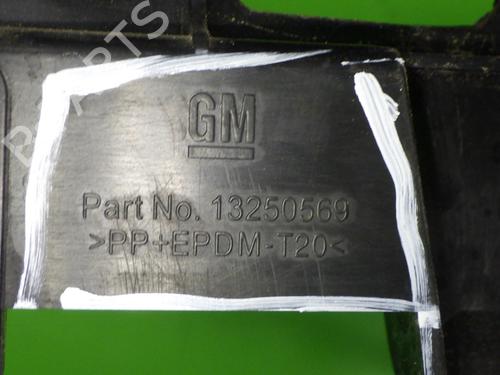 GM
Part No. 13250569
>PP+EPDM-T20<